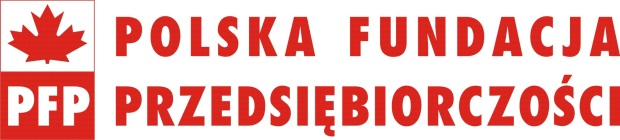 POLSKA FUNDACJA
PFP PRZEDSIĘBIORCZOŚCI